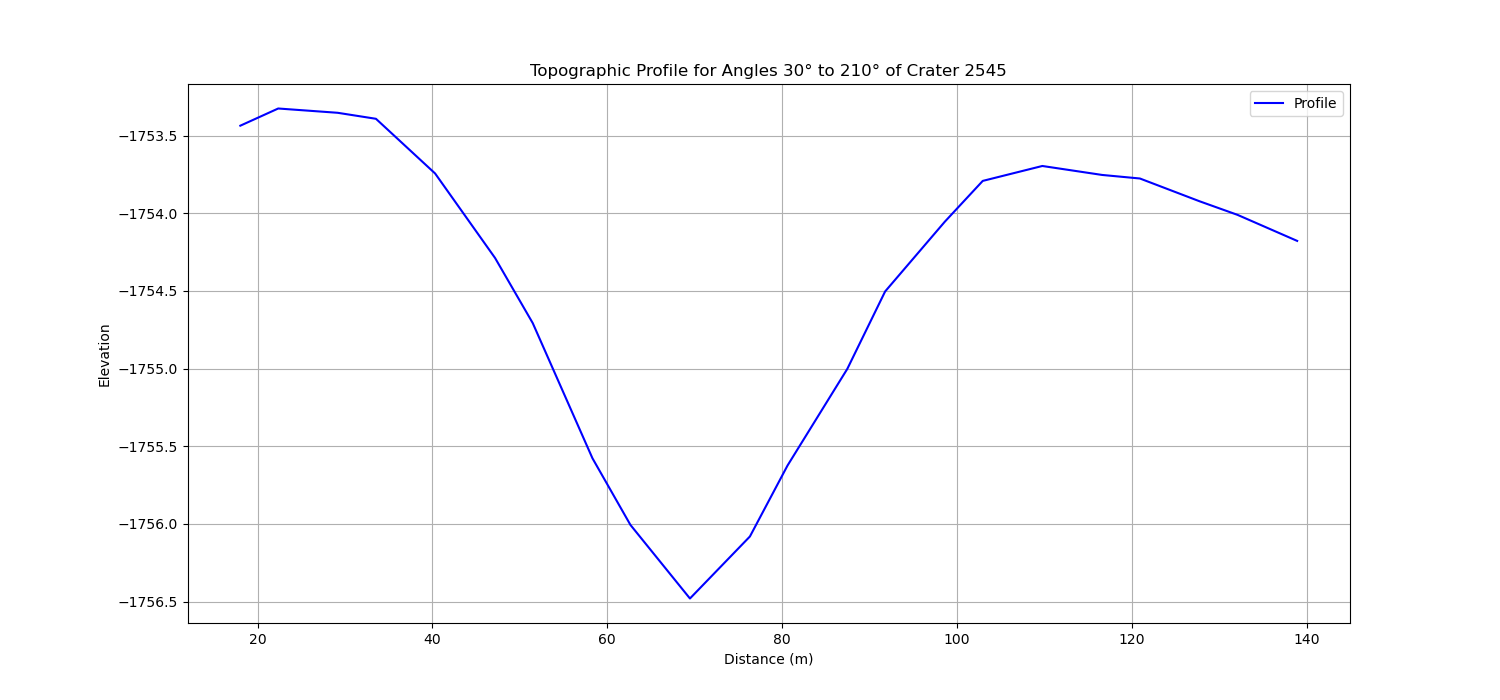 Topographic Profile for Angles 30° to 210° of Crater 2545
Profile
−1753.5
−1754.0
−1754.5
−1755.0
−1755.5
−1756.0
−1756.5
Elevation
20 40 60 80 100 120 140
Distance (m)